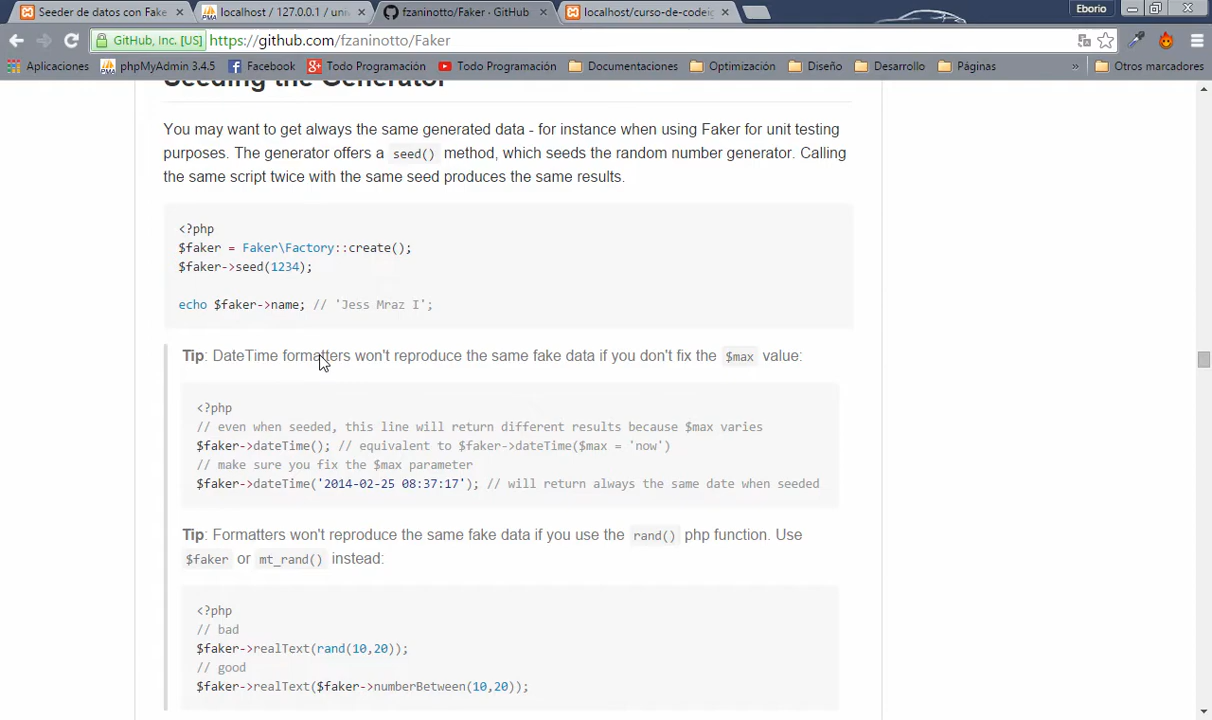 Seeder de datos con Fake
localhost / 127.0.0.1 / un
fzaninotto/Faker · GitHub
localhost/curso-de-codeig
Eborio
GitHub, Inc. [US]
https://github.com/fzaninotto/Faker
Aplicaciones
phpMyAdmin 3.4.5
Facebook
Todo Programación
Todo Programación
Documentaciones
Optimización
Diseño
Desarrollo
Páginas
»
Otros marcadores
Seeding the Generator
You may want to get always the same generated data - for instance when using Faker for unit testing
purposes. The generator offers a seed() method, which seeds the random number generator. Calling
the same script twice with the same seed produces the same results.
<?php
$faker = Faker\Factory::create();
$faker->seed(1234);
echo $faker->name; // 'Jess Mraz I';
Tip: DateTime formatters won't reproduce the same fake data if you don't fix the $max value:
<?php
// even when seeded, this line will return different results because $max varies
$faker->dateTime(); // equivalent to $faker->dateTime($max = 'now')
// make sure you fix the $max parameter
$faker->dateTime('2014-02-25 08:37:17'); // will return always the same date when seeded
Tip: Formatters won't reproduce the same fake data if you use the rand() php function. Use
$faker or mt_rand() instead:
<?php
// bad
$faker->realText(rand(10,20));
// good
$faker->realText($faker->numberBetween(10,20));